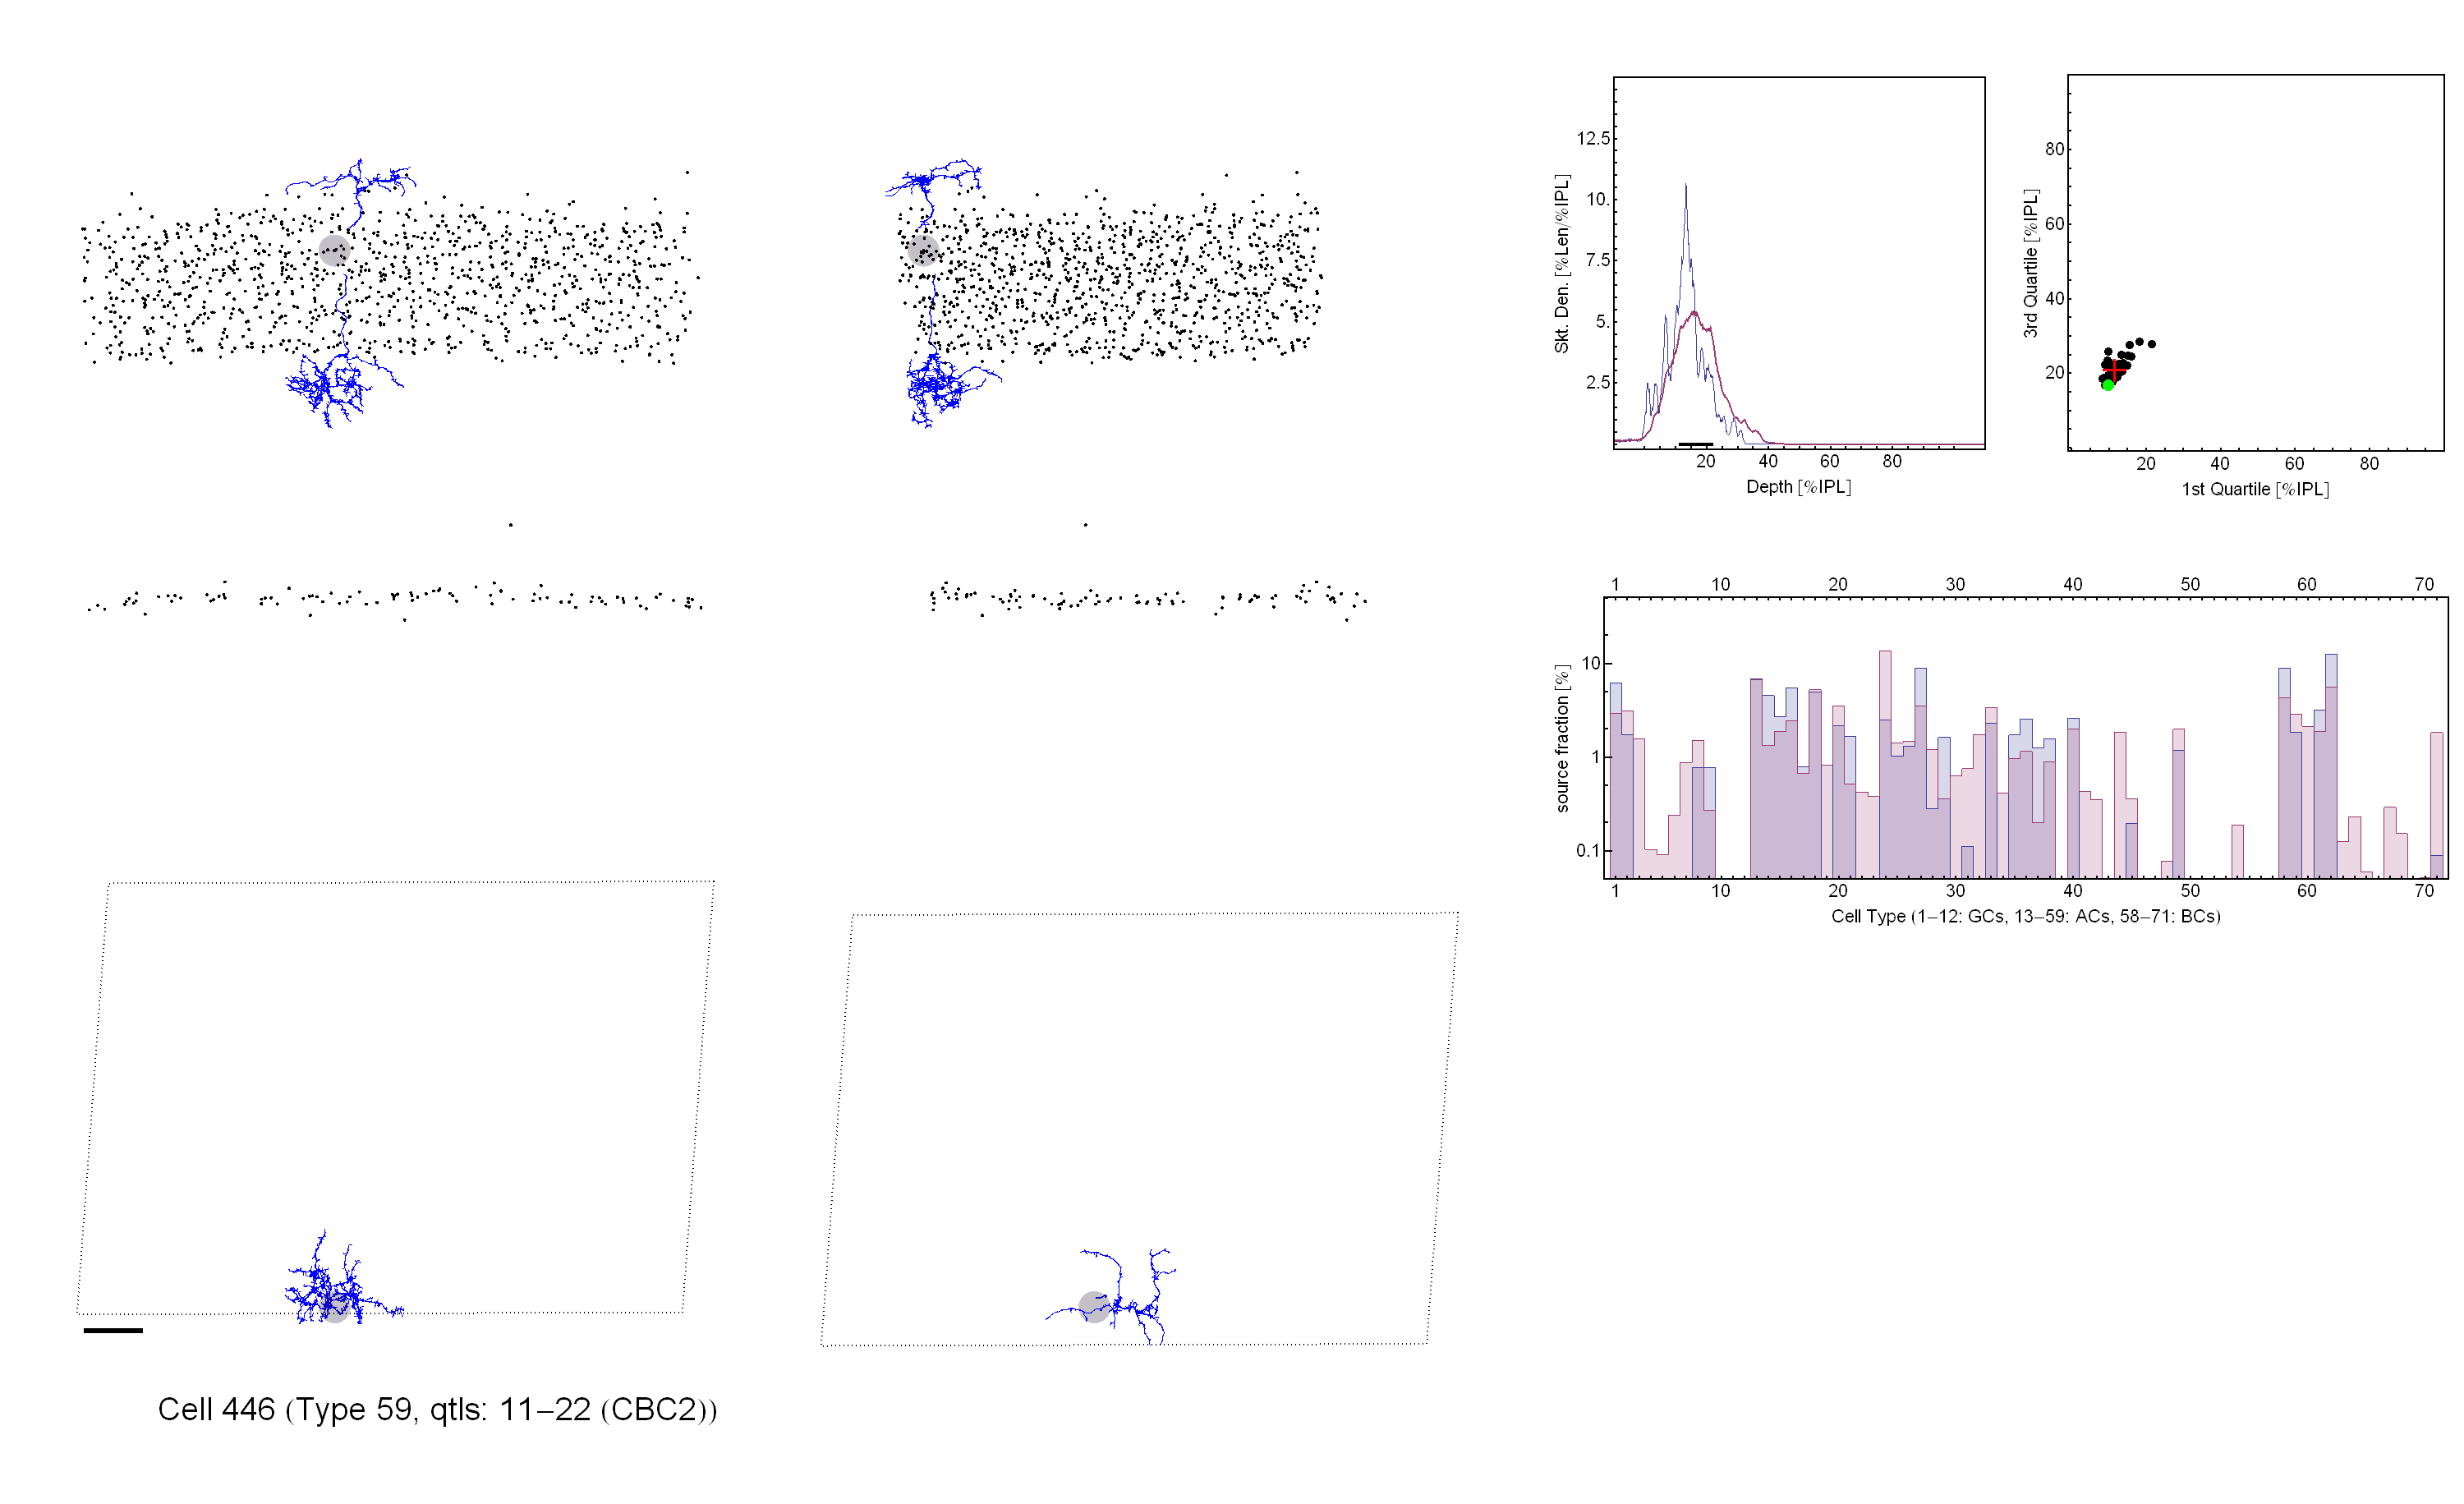 12.5
10.
7.5
5.
2.5
Skt. Den. [%Len/%IPL]
20 40 60 80
Depth [%IPL]
80
60
40
20
3rd Quartile [%IPL]
20 40 60 80
1st Quartile [%IPL]
1 10 20 30 40 50 60 70
10
1
0.1
source fraction [%]
1 10 20 30 40 50 60 70
Cell Type (1–12: GCs, 13–59: ACs, 58–71: BCs)
Cell 446 (Type 59, qtls: 11–22 (CBC2))